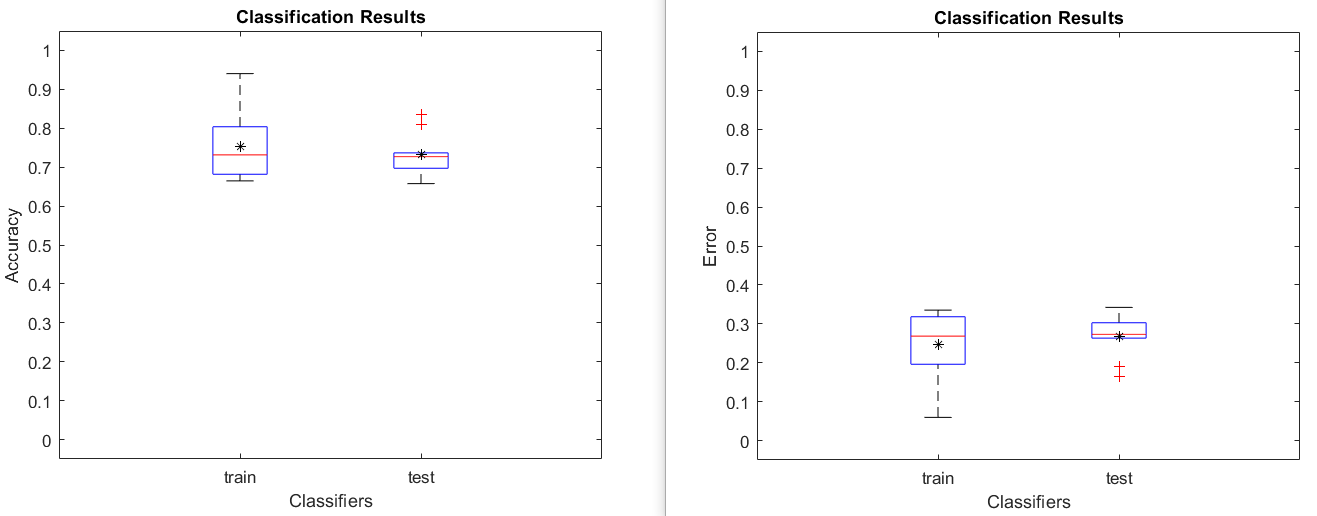 Classification Results
1
0.9
0.8
0.7
0.6
0.5
0.4
0.3
0.2
0.1
0
Accuracy
train test
Classifiers
Classification Results
1
0.9
0.8
0.7
0.6
0.5
0.4
0.3
0.2
0.1
0
Error
train test
Classifiers